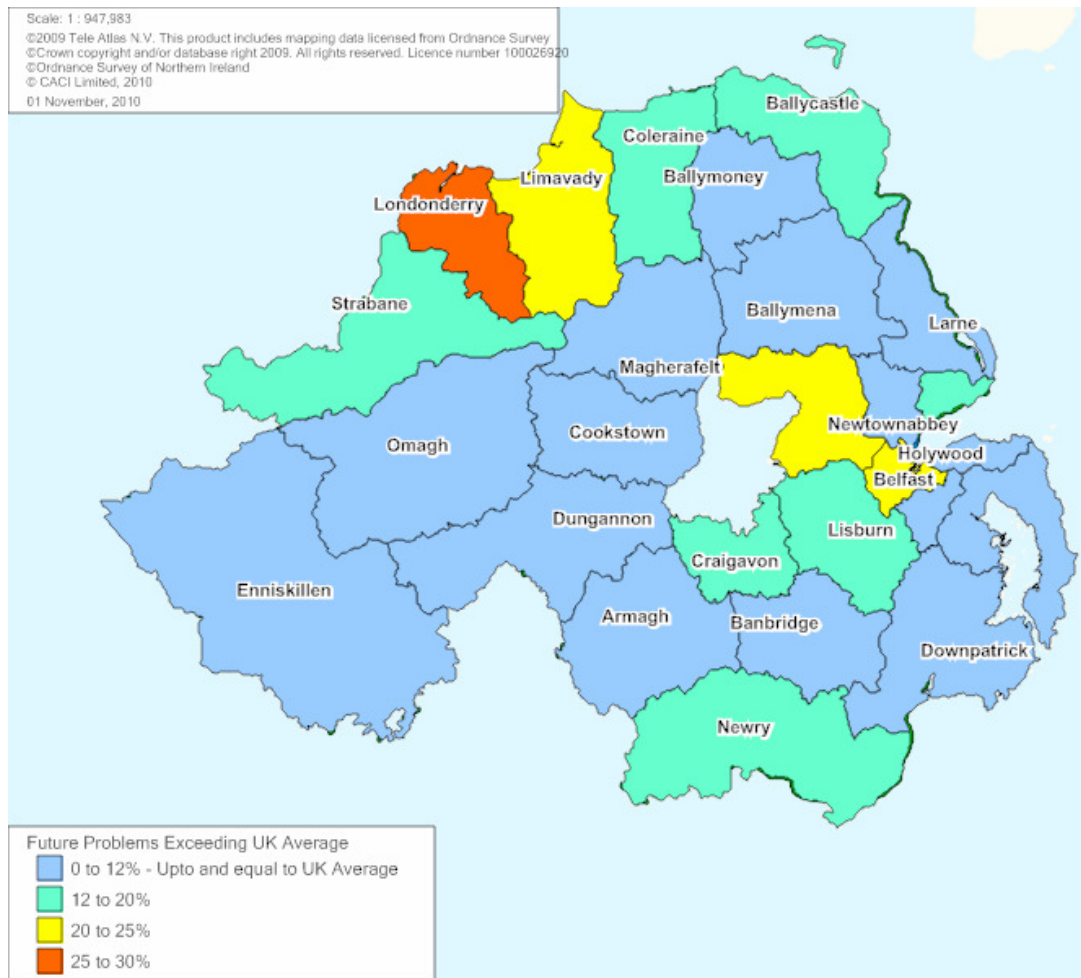 Scale: 1 : 947,983
©2009 Tele Atlas N.V. This product includes mapping data licensed from Ordnance Survey
©Crown copyright and/or database right 2009. All rights reserved. Licence number 100026920
©Ordnance Survey of Northern Ireland
© CACI Limited, 2010
01 November, 2010
Ballycastle
Coleraine
Limavady
Ballymoney
Londonderry
Strabane
Ballymena
Larne
Magherafelt
Newtownabbey
Cookstown
Omagh
Holywood
Belfast
Dungannon
Lisburn
Craigavon
Enniskillen
Armagh
Banbridge
Downpatrick
Newry
Future Problems Exceeding UK Average
0 to 12% - Upto and equal to UK Average
12 to 20%
20 to 25%
25 to 30%